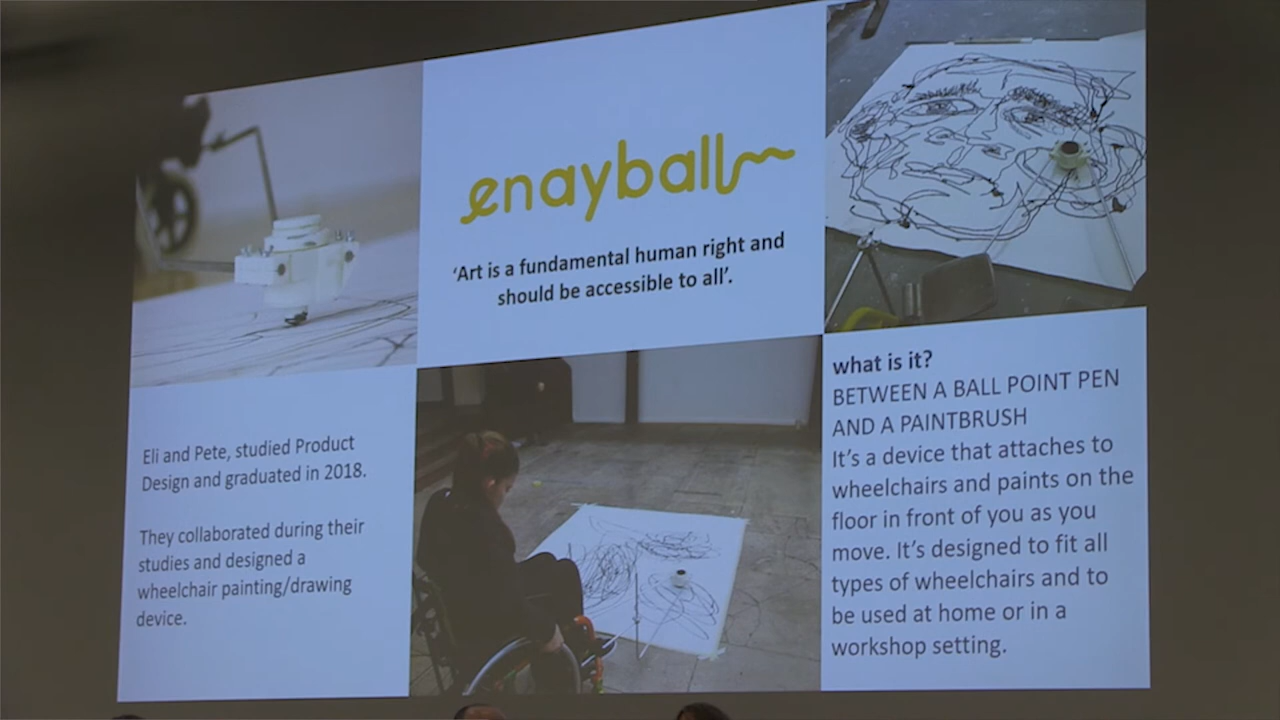 enayball
'Art is a fundamental human right and
should be accessible to all'.
Eli and Pete, studied Product
Design and graduated in 2018.
They collaborated during their
studies and designed a
wheelchair painting/drawing
device.
what is it?
BETWEEN A BALL POINT PEN
AND A PAINTBRUSH
It's a device that attaches to
wheelchairs and paints on the
floor in front of you as you
move. It's designed to fit all
types of wheelchairs and to
be used at home or in a
workshop setting.